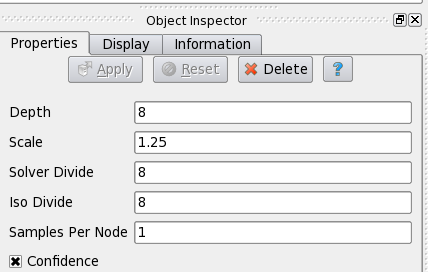 Object Inspector
Properties Display Information
Apply Reset Delete ?
Depth 8
Scale 1.25
Solver Divide 8
Iso Divide 8
Samples Per Node 1
Confidence